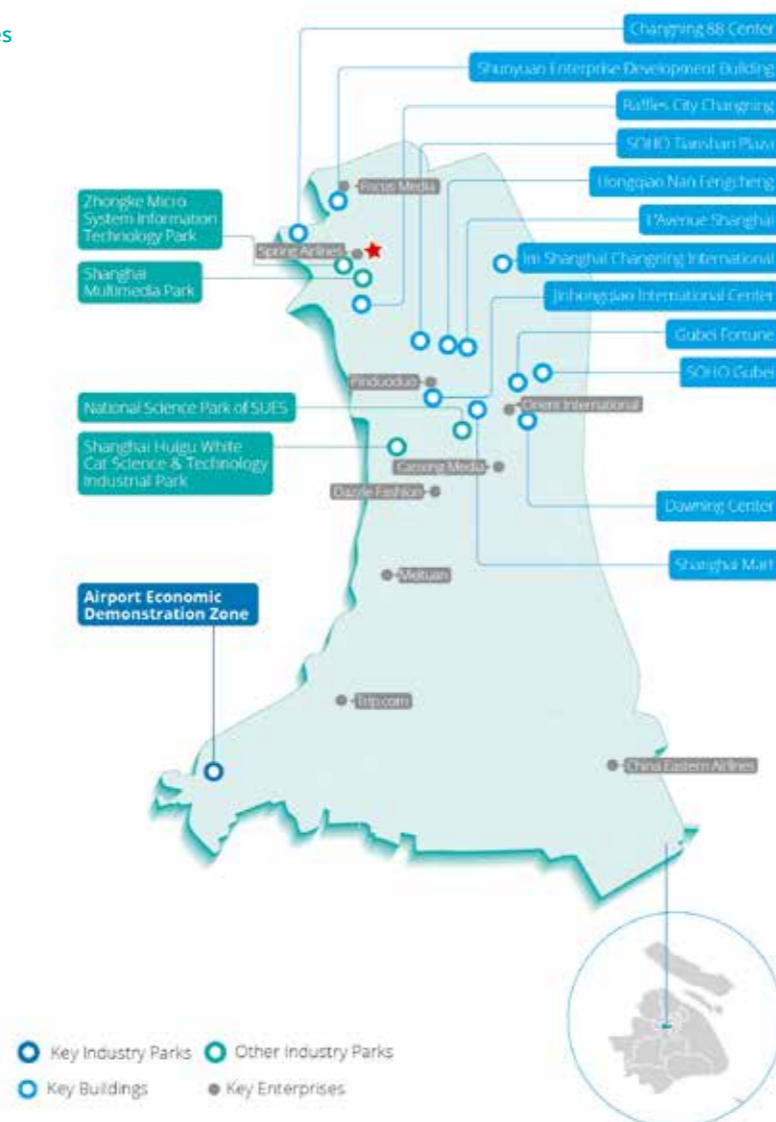 es
Changning 88 Center
Shunyuan Enterprise Development Building
Raffles City Changning
SOHO Tianshan Plaza
Hongqiao Nan Fengcheng
L'Avenue Shanghai
Im Shanghai Changning International
Jinhongqiao International Center
Gubei Fortune
SOHO Gubei
Dawning Center
Shanghai Mart
Focus Media
Spring Airlines
Zhongke Micro
System Information
Technology Park
Shanghai
Multimedia Park
Pinduoduo
Orient International
National Science Park of SUES
Shanghai Huigu White
Cat Science & Technology
Industrial Park
Media
Dazzle Fashion
Meituan
Airport Economic
Demonstration Zone
Trip.com
China Eastern Airlines
Key Industry Parks
Other Industry Parks
Key Buildings
Key Enterprises